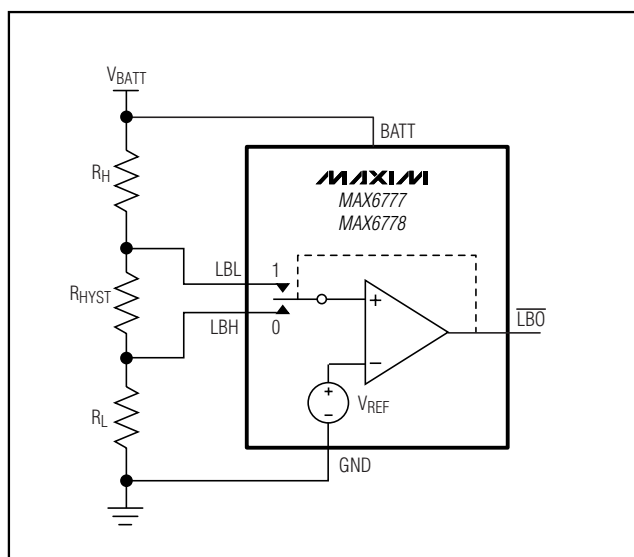 VBATT
BATT
RH
MAXIM
MAX6777
MAX6778
LBL
1
RHYST
+
LBO
LBH
0
−
+
−
VREF
RL
GND